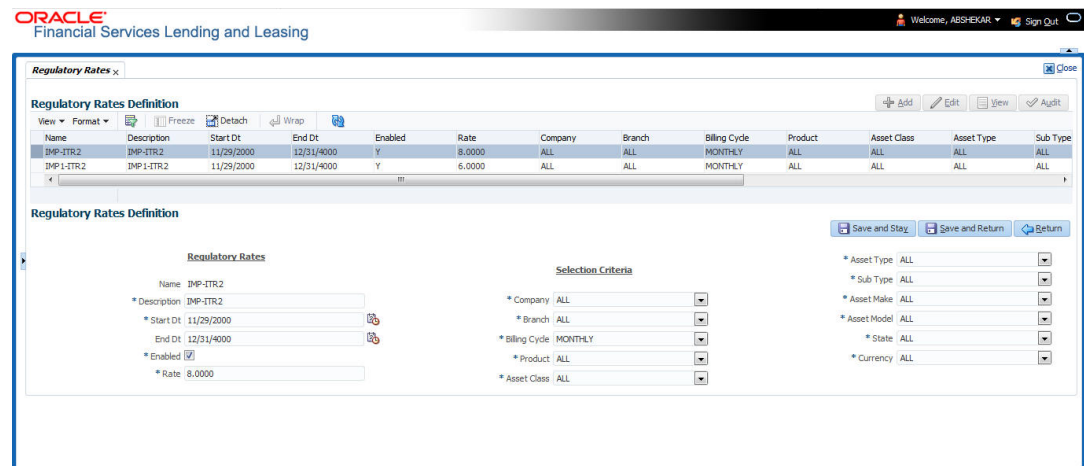 ORACLE
Financial Services Lending and Leasing
Welcome, ABSHEKAR Sign Out
Regulatory Rates x Close
Regulatory Rates Definition Add Edit View Audit
View Format Freeze Detach Wrap
Name Description Start Dt End Dt Enabled Rate Company Branch Billing Cycle Product Asset Class Asset Type Sub Type
IMP-ITR2 IMP-ITR2 11/29/2000 12/31/4000 Y 8.0000 ALL ALL MONTHLY ALL ALL ALL ALL
IMP1-ITR2 IMP1-ITR2 11/29/2000 12/31/4000 Y 6.0000 ALL ALL MONTHLY ALL ALL ALL ALL
Regulatory Rates Definition
Save and Stay Save and Return Return
Regulatory Rates
Name IMP-ITR2
* Description IMP-ITR2
* Start Dt 11/29/2000
End Dt 12/31/4000
* Enabled
* Rate 8.0000
Selection Criteria
* Company ALL
* Branch ALL
* Billing Cycle MONTHLY
* Product ALL
* Asset Class ALL
* Asset Type ALL
* Sub Type ALL
* Asset Make ALL
* Asset Model ALL
* State ALL
* Currency ALL